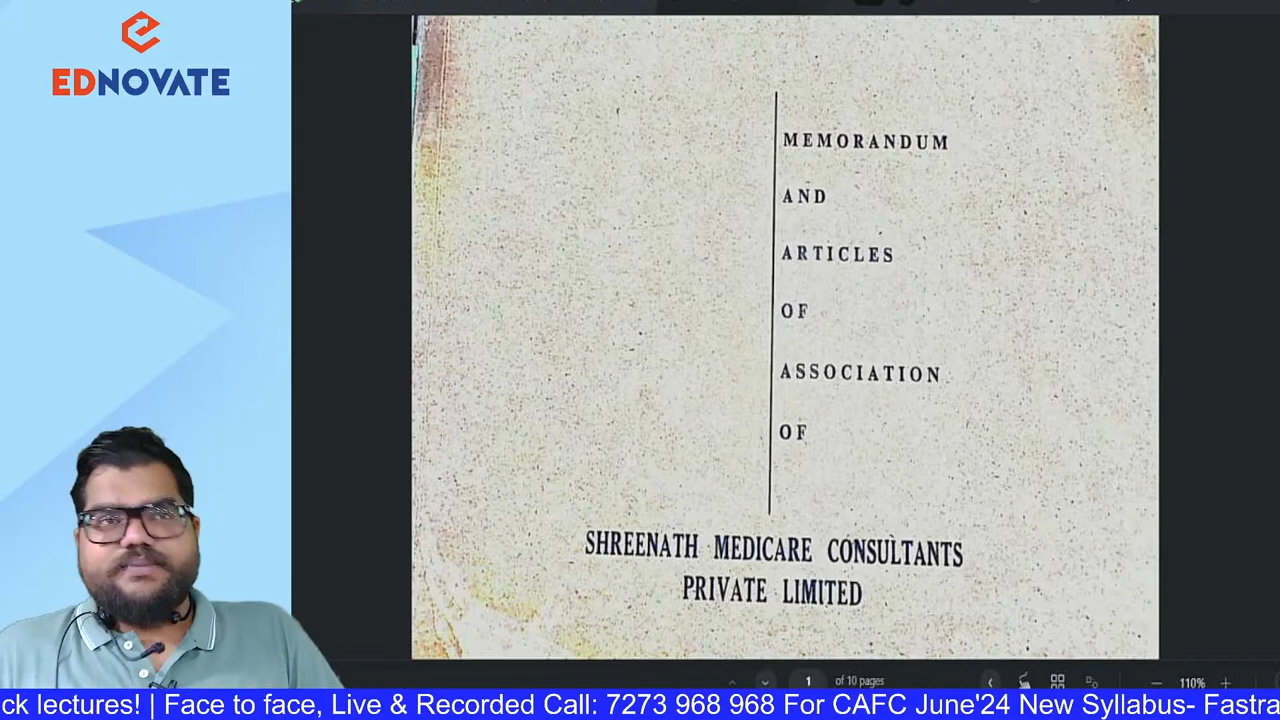 EDNOVATE
MEMORANDUM
AND
ARTICLES
OF
ASSOCIATION
OF
SHREENATH MEDICARE CONSULTANTS
PRIVATE LIMITED
1 of 10 pages
110%
ck lectures! | Face to face, Live & Recorded Call: 7273 968 968 For CAFC June'24 New Syllabus- Fastra